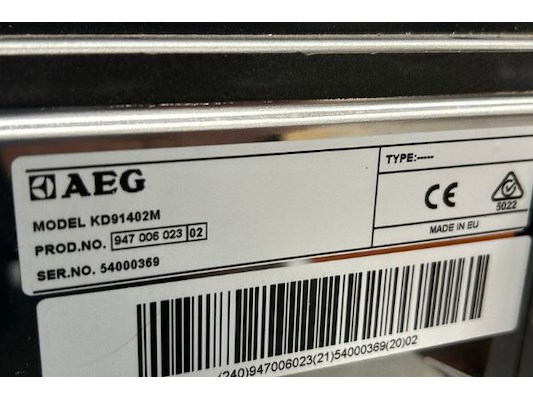 AEG
TYPE:-----
MODEL KD91402M
PROD.NO. 947 006 023 02
SER.NO. 54000369
CE
5022
MADE IN EU
(240)947006023(21)54000369(20)02